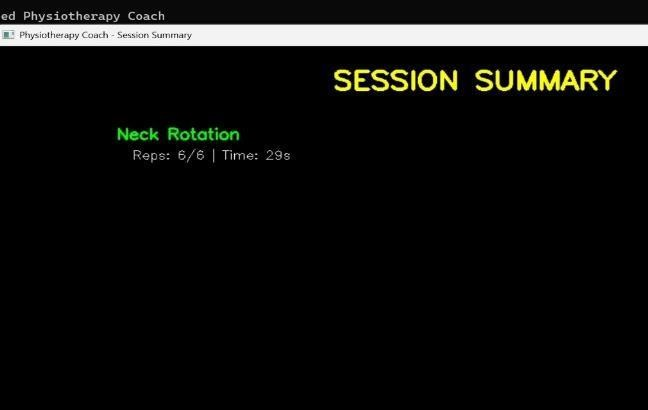 ed Physiotherapy Coach
Physiotherapy Coach - Session Summary
SESSION SUMMARY
Neck Rotation
Reps: 6/6 | Time: 29s